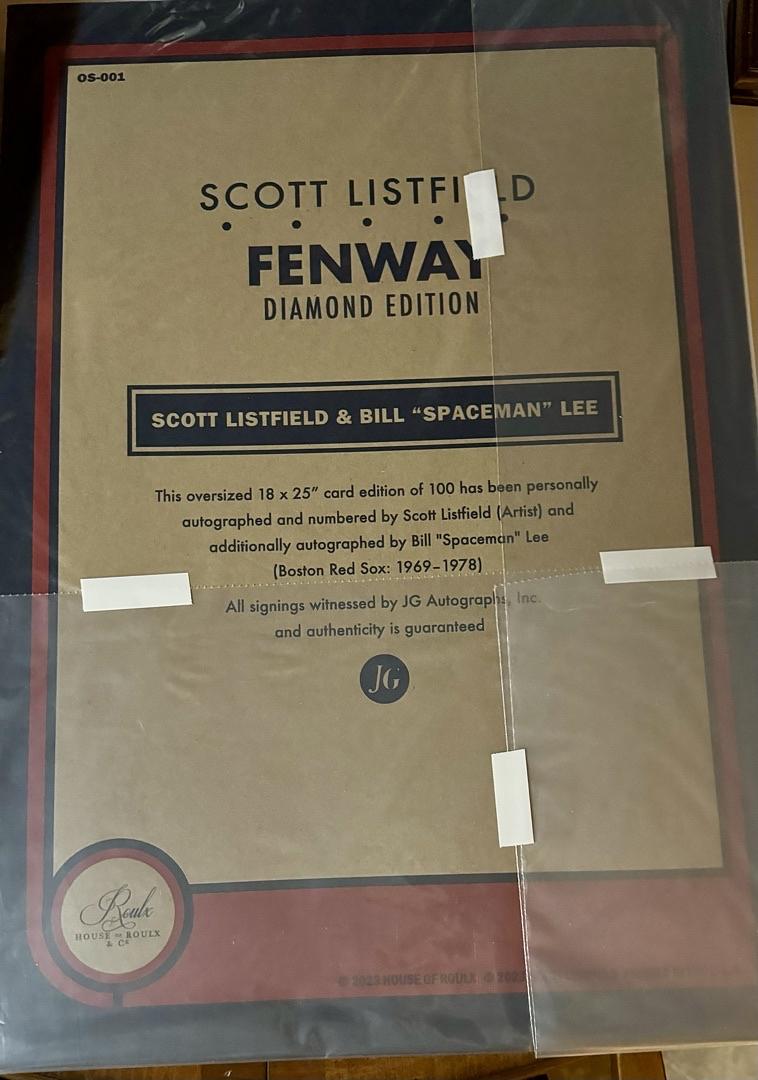 OS-001
SCOTT LISTFI LD
FENWAY
DIAMOND EDITION
SCOTT LISTFIELD & BILL “SPACEMAN” LEE
This oversized 18 x 25” card edition of 100 has been personally
autographed and numbered by Scott Listfield (Artist) and
additionally autographed by Bill "Spaceman" Lee
(Boston Red Sox: 1969–1978)
All signings witnessed by JG Autographs, Inc.
and authenticity is guaranteed
JG
Roulx
HOUSE OF ROULX
& Cº
© 2023 HOUSE OF ROULX ©